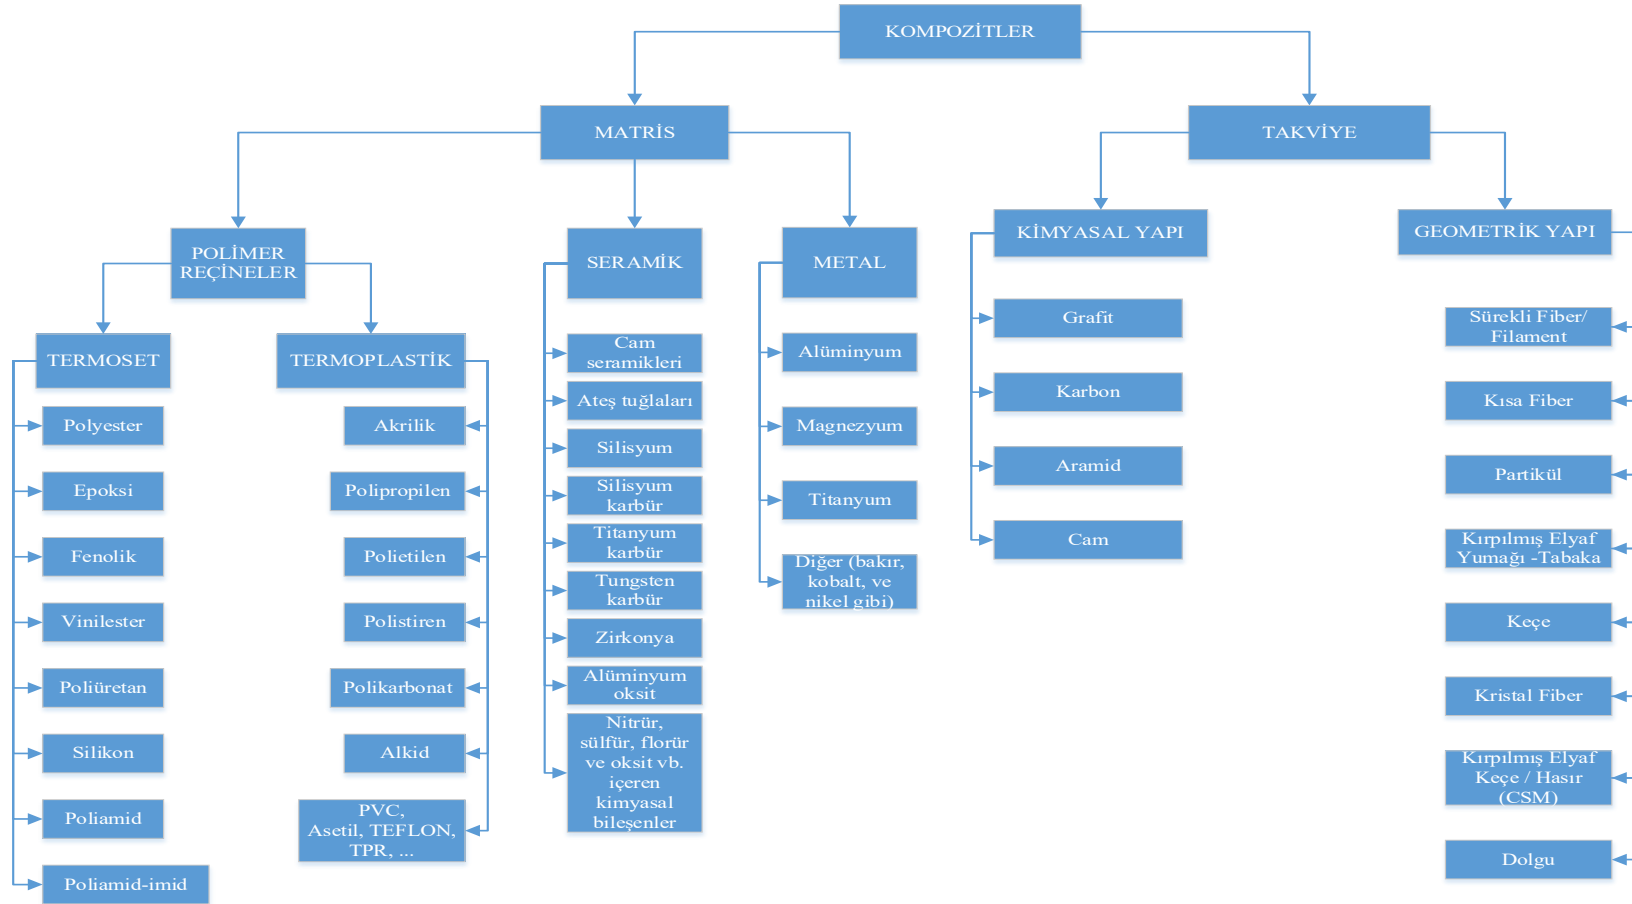 KOMPOZİTLER
MATRİS
TAKVİYE
POLİMER
REÇİNELER
SERAMİK
METAL
KİMYASAL YAPI
GEOMETRİK YAPI
TERMOSET
Polyester
Epoksi
Fenolik
Vinilester
Poliüretan
Silikon
Poliamid
Poliamid-imid
TERMOPLASTİK
Akrilik
Polipropilen
Polietilen
Polistiren
Polikarbonat
Alkid
PVC,
Asetil, TEFLON,
TPR, ...
Cam
seramikleri
Ateş tuğlaları
Silisyum
Silisyum
karbür
Titanyum
karbür
Tungsten
karbür
Zirkonya
Alüminyum
oksit
Nitrür,
sülfür, florür
ve oksit vb.
içeren
kimyasal
bileşenler
Alüminyum
Magnezyum
Titanyum
Diğer (bakır,
kobalt, ve
nikel gibi)
Grafit
Karbon
Aramid
Cam
Sürekli Fiber/
Filament
Kısa Fiber
Partikül
Kırpılmış Elyaf
Yumağı -Tabaka
Keçe
Kristal Fiber
Kırpılmış Elyaf
Keçe / Hasır
(CSM)
Dolgu